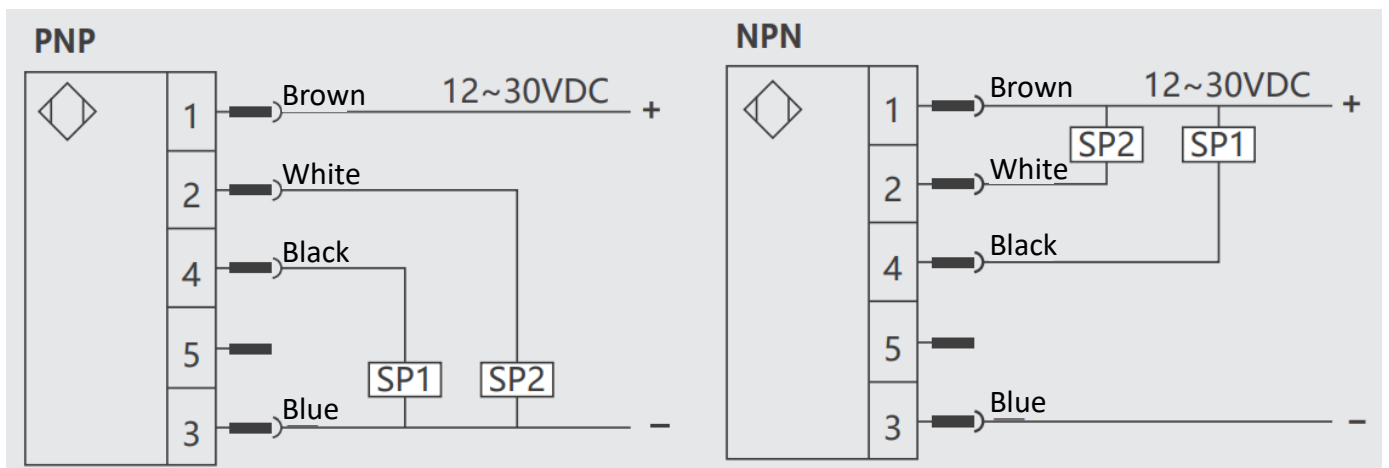 PNP
1 Brown 12~30VDC +
2 White
4 Black
5
SP1 SP2
3 Blue −
NPN
1 Brown 12~30VDC +
SP2 SP1
2 White
4 Black
5
3 Blue −